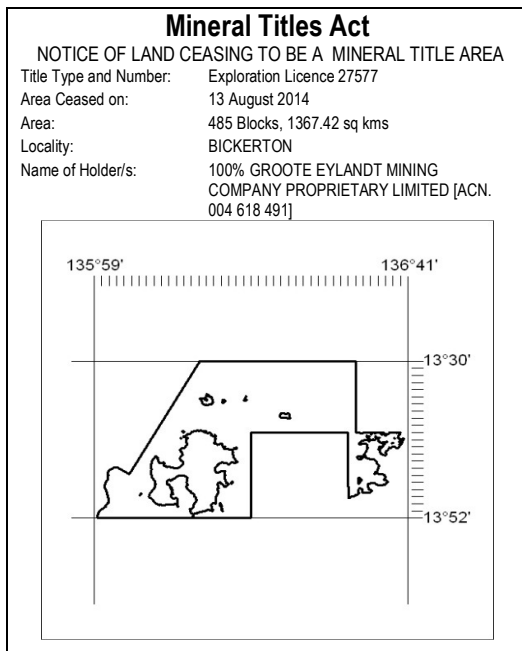 Mineral Titles Act
NOTICE OF LAND CEASING TO BE A MINERAL TITLE AREA
Title Type and Number: Exploration Licence 27577
Area Ceased on: 13 August 2014
Area: 485 Blocks, 1367.42 sq kms
Locality: BICKERTON
Name of Holder/s: 100% GROOTE EYLANDT MINING
COMPANY PROPRIETARY LIMITED [ACN.
004 618 491]
135°59' 136°41'
13°30'
13°52'